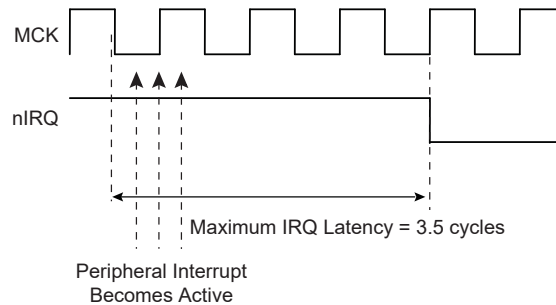 MCK
nIRQ
Maximum IRQ Latency = 3.5 cycles
Peripheral Interrupt
Becomes Active